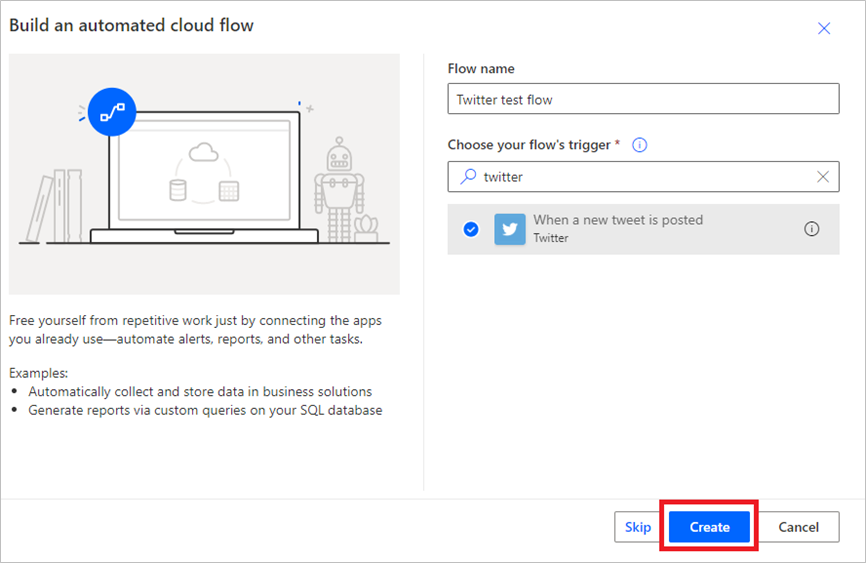 Build an automated cloud flow
Free yourself from repetitive work just by connecting the apps
you already use—automate alerts, reports, and other tasks.
Examples:
• Automatically collect and store data in business solutions
• Generate reports via custom queries on your SQL database
Flow name
Twitter test flow
Choose your flow's trigger *
twitter
When a new tweet is posted
Twitter
Skip
Create
Cancel